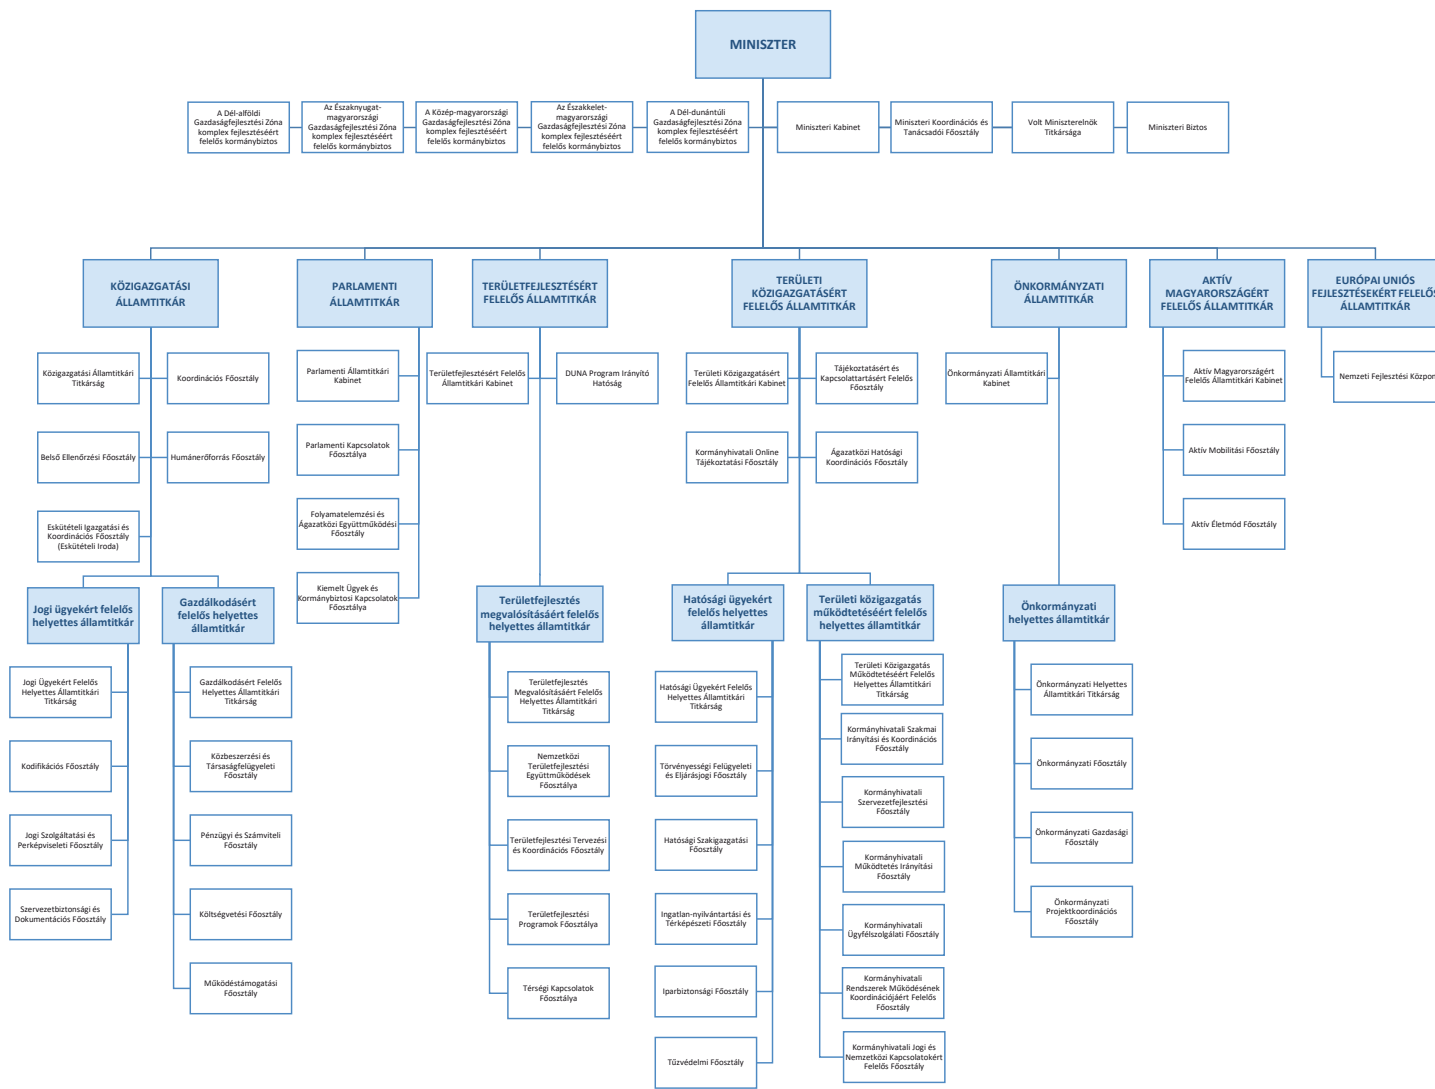 MINISZTER
A Dél-alföldi
Gazdaságfejlesztési Zóna
komplex fejlesztéséért
felelős kormánybiztos
Az Északnyugat-
magyarországi
Gazdaságfejlesztési Zóna
komplex fejlesztéséért
felelős kormánybiztos
A Közép-magyarországi
Gazdaságfejlesztési Zóna
komplex fejlesztéséért
felelős kormánybiztos
Az Északkelet-
magyarországi
Gazdaságfejlesztési Zóna
komplex fejlesztéséért
felelős kormánybiztos
A Dél-dunántúli
Gazdaságfejlesztési Zóna
komplex fejlesztéséért
felelős kormánybiztos
Miniszteri Kabinet
Miniszteri Koordinációs és
Tanácsadói Főosztály
Volt Miniszterelnök
Titkársága
Miniszteri Biztos
KÖZIGAZGATÁSI
ÁLLAMTITKÁR
PARLAMENTI
ÁLLAMTITKÁR
TERÜLETFEJLESZTÉSÉRT
FELELŐS ÁLLAMTITKÁR
TERÜLETI
KÖZIGAZGATÁSÉRT
FELELŐS ÁLLAMTITKÁR
ÖNKORMÁNYZATI
ÁLLAMTITKÁR
AKTÍV
MAGYARORSZÁGÉRT
FELELŐS ÁLLAMTITKÁR
EURÓPAI UNIÓS
FEJLESZTÉSEKÉRT FELELŐS
ÁLLAMTITKÁR
Közigazgatási Államtitkári
Titkárság
Koordinációs Főosztály
Belső Ellenőrzési Főosztály
Humánerőforrás Főosztály
Eskütételi Igazgatási és
Koordinációs Főosztály
(Eskütételi Iroda)
Parlamenti Államtitkári
Kabinet
Parlamenti Kapcsolatok
Főosztálya
Folyamatelemzési és
Ágazatközi Együttműködési
Főosztály
Kiemelt Ügyek és
Kormánybiztosi Kapcsolatok
Főosztálya
Területfejlesztésért Felelős
Államtitkári Kabinet
DUNA Program Irányító
Hatóság
Területi Közigazgatásért
Felelős Államtitkári Kabinet
Tájékoztatásért és
Kapcsolattartásért Felelős
Főosztály
Kormányhivatali Online
Tájékoztatási Főosztály
Ágazatközi Hatósági
Koordinációs Főosztály
Önkormányzati Államtitkári
Kabinet
Aktív Magyarországért
Felelős Államtitkári Kabinet
Aktív Mobilitási Főosztály
Aktív Életmód Főosztály
Nemzeti Fejlesztési Központ
Jogi ügyekért felelős
helyettes államtitkár
Gazdálkodásért
felelős helyettes
államtitkár
Területfejlesztés
megvalósításáért felelős
helyettes államtitkár
Hatósági ügyekért
felelős helyettes
államtitkár
Területi közigazgatás
működtetéséért felelős
helyettes államtitkár
Önkormányzati
helyettes államtitkár
Jogi Ügyekért Felelős
Helyettes Államtitkári
Titkárság
Kodifikációs Főosztály
Jogi Szolgáltatási és
Perképviseleti Főosztály
Szervezetbiztonsági és
Dokumentációs Főosztály
Gazdálkodásért Felelős
Helyettes Államtitkári
Titkárság
Közbeszerzési és
Társaságfelügyeleti
Főosztály
Pénzügyi és Számviteli
Főosztály
Költségvetési Főosztály
Működéstámogatási
Főosztály
Területfejlesztés
Megvalósításáért Felelős
Helyettes Államtitkári
Titkárság
Nemzetközi
Területfejlesztési
Együttműködések
Főosztálya
Területfejlesztési Tervezési
és Koordinációs Főosztály
Területfejlesztési
Programok Főosztálya
Térségi Kapcsolatok
Főosztálya
Hatósági Ügyekért Felelős
Helyettes Államtitkári
Titkárság
Törvényességi Felügyeleti
és Eljárásjogi Főosztály
Hatósági Szakigazgatási
Főosztály
Ingatlan-nyilvántartási és
Térképészeti Főosztály
Iparbiztonsági Főosztály
Tűzvédelmi Főosztály
Területi Közigazgatás
Működtetéséért Felelős
Helyettes Államtitkári
Titkárság
Kormányhivatali Szakmai
Irányítási és Koordinációs
Főosztály
Kormányhivatali
Szervezetfejlesztési
Főosztály
Kormányhivatali
Működtetés Irányítási
Főosztály
Kormányhivatali
Ügyfélszolgálati Főosztály
Kormányhivatali
Rendszerek Működésének
Koordinációjáért Felelős
Főosztály
Kormányhivatali Jogi és
Nemzetközi Kapcsolatokért
Felelős Főosztály
Önkormányzati Helyettes
Államtitkári Titkárság
Önkormányzati Főosztály
Önkormányzati Gazdasági
Főosztály
Önkormányzati
Projektkoordinációs
Főosztály